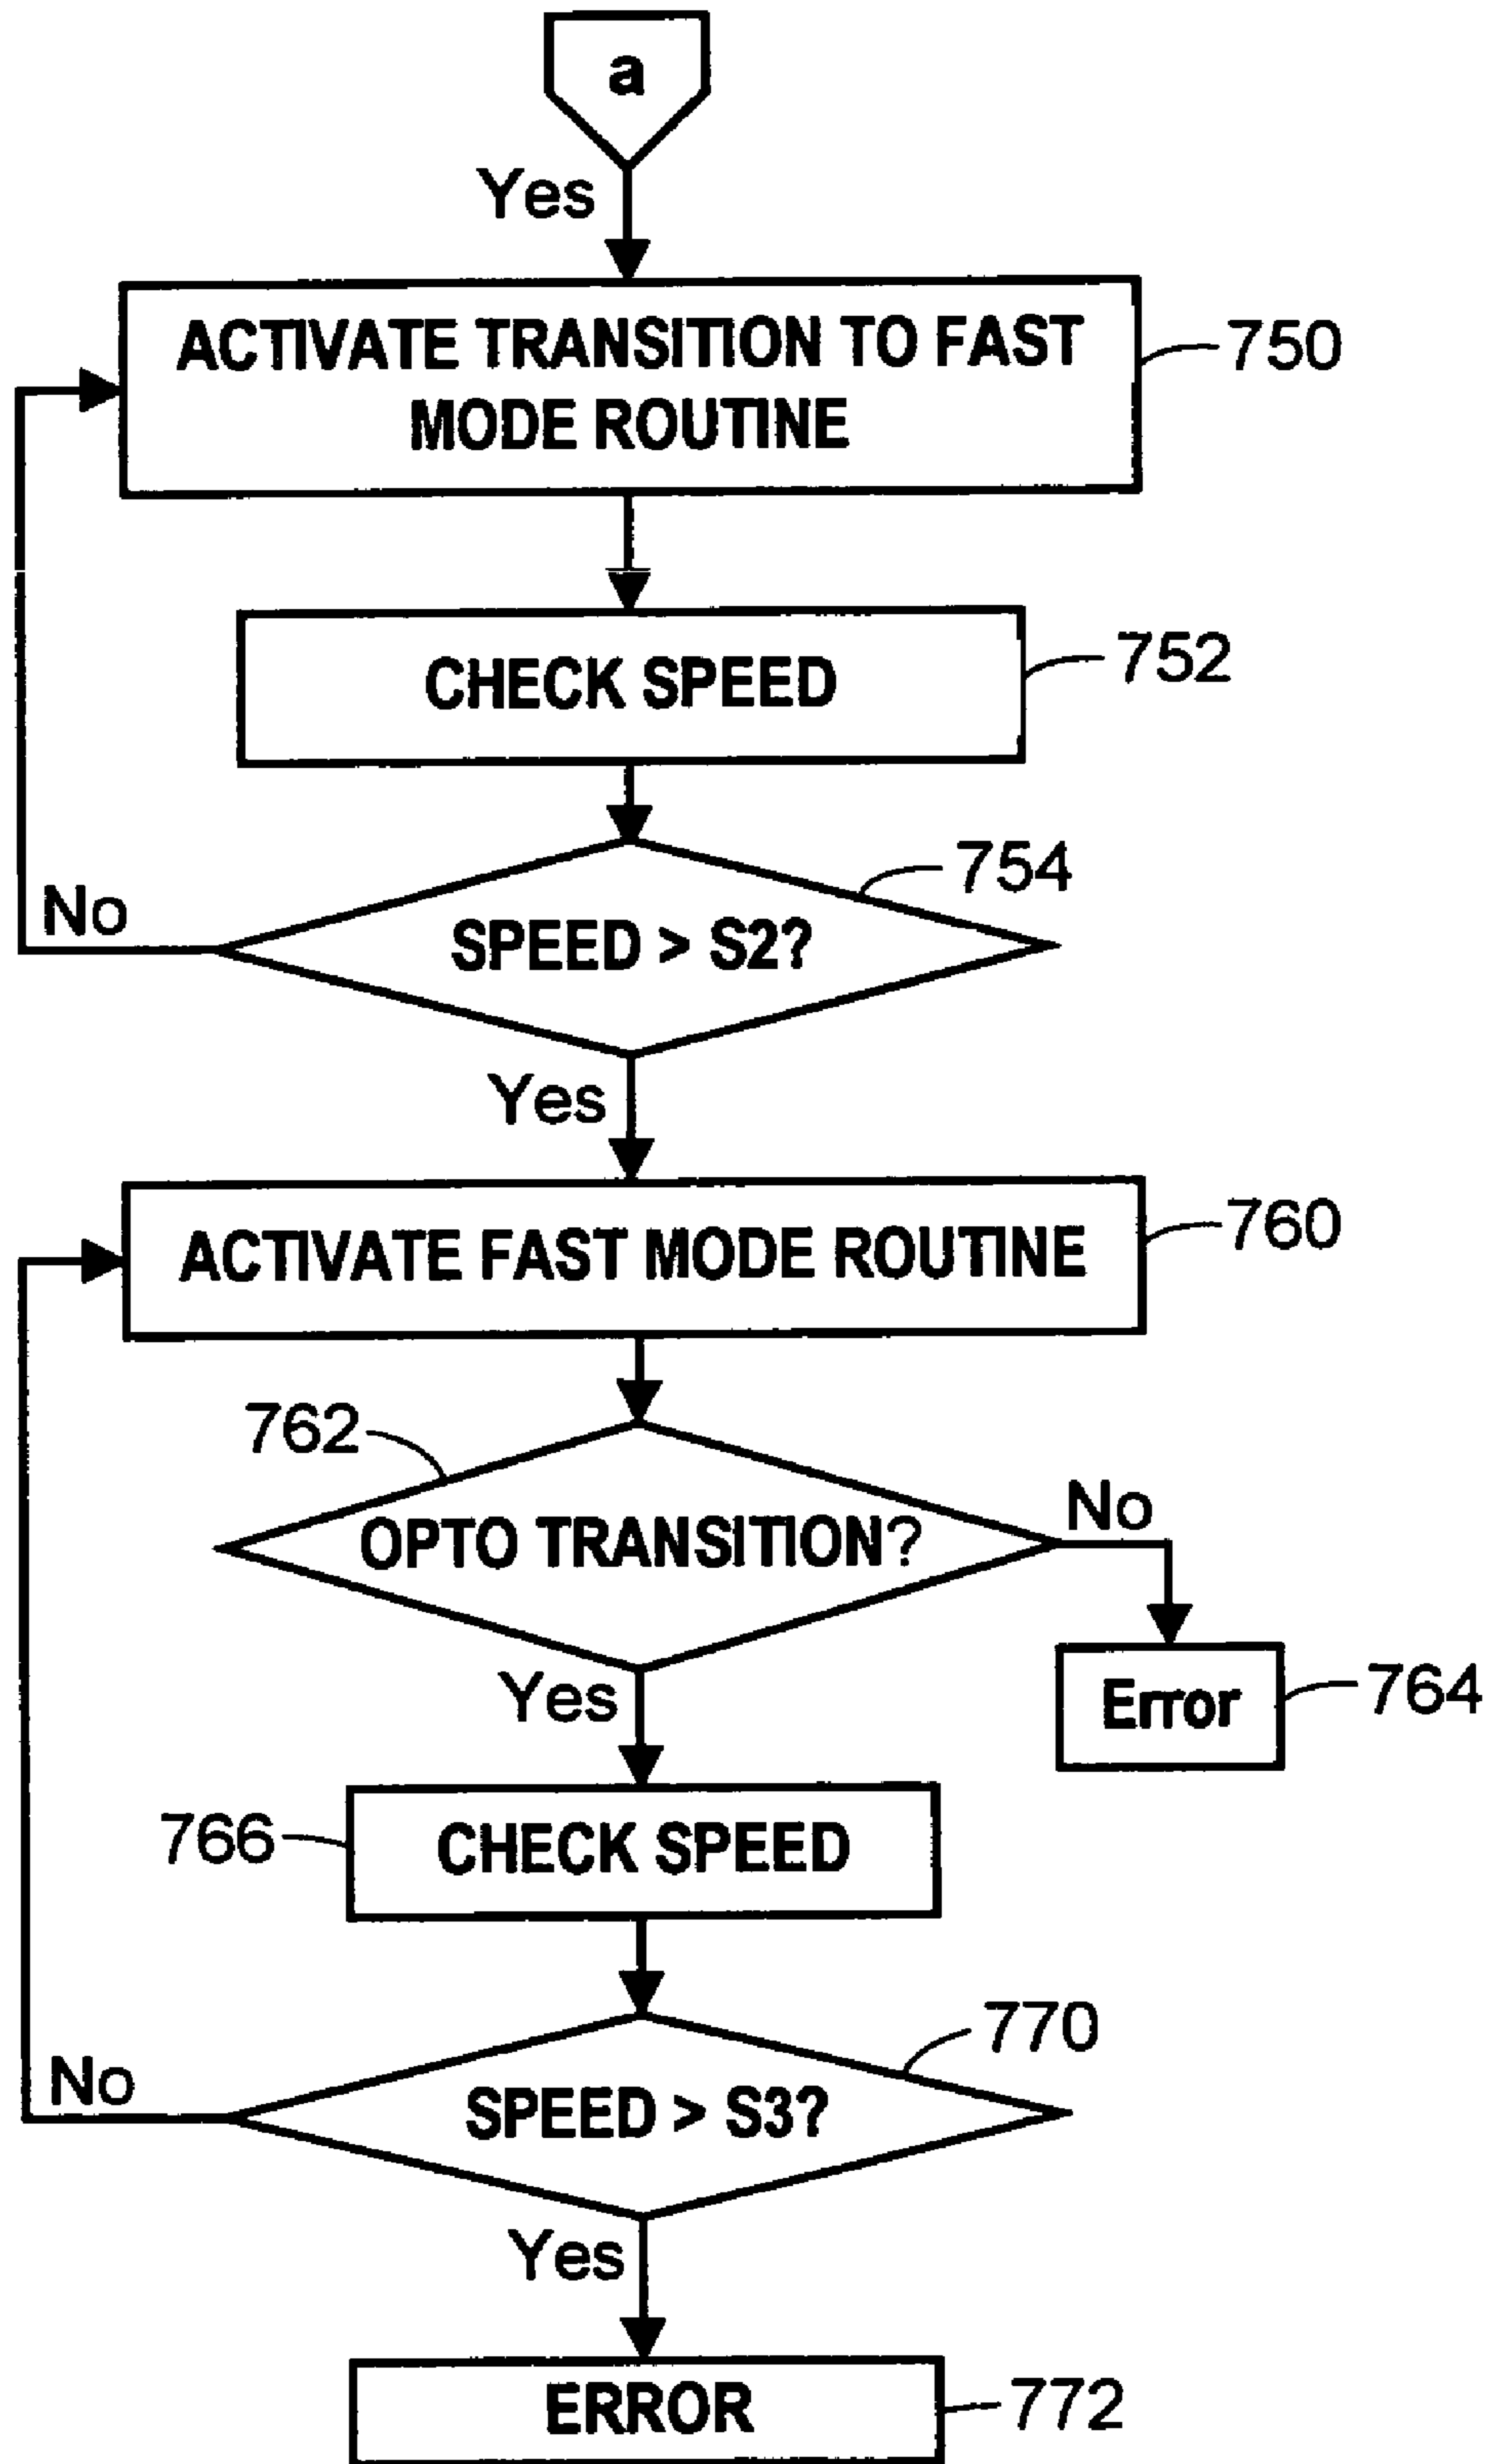 a
Yes
ACTIVATE TRANSITION TO FAST
MODE ROUTINE
750
CHECK SPEED
752
754
No
SPEED > S2?
Yes
ACTIVATE FAST MODE ROUTINE
760
762
OPTO TRANSITION?
No
Yes
Error
764
766
CHECK SPEED
770
No
SPEED > S3?
Yes
ERROR
772